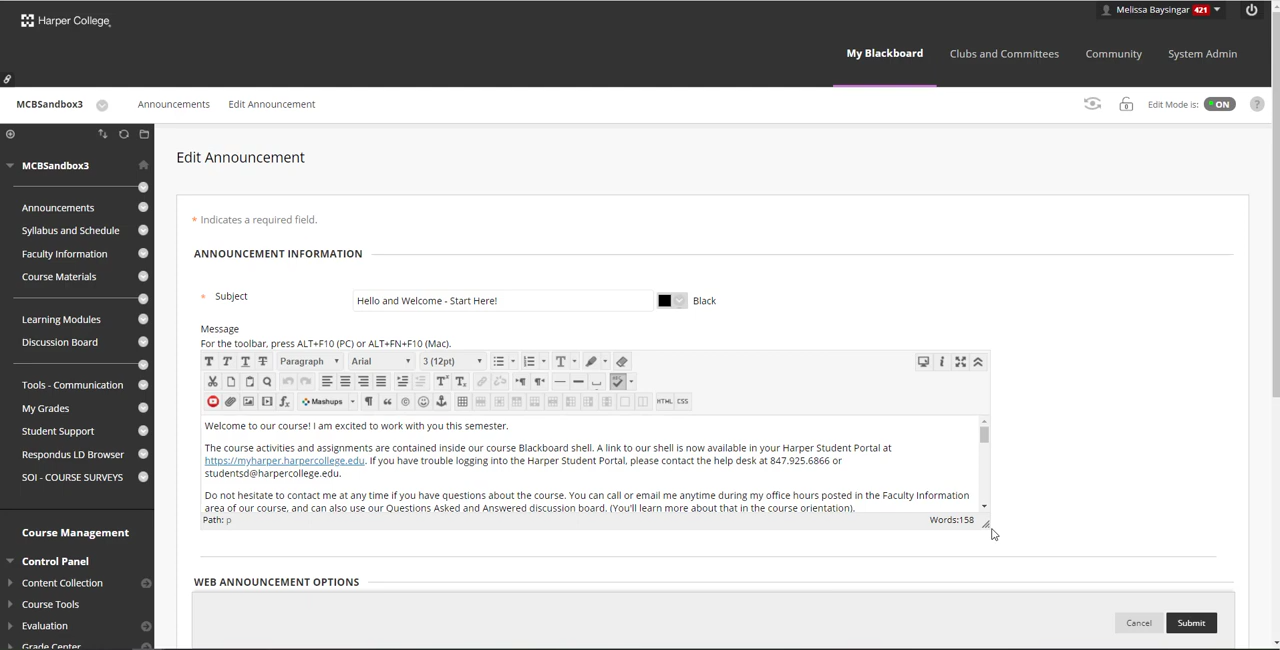 Harper College
Melissa Baysingar 421
My Blackboard Clubs and Committees Community System Admin
MCBSandbox3 Announcements Edit Announcement Edit Mode is: ON ?
MCBSandbox3
Announcements
Syllabus and Schedule
Faculty Information
Course Materials
Learning Modules
Discussion Board
Tools - Communication
My Grades
Student Support
Respondus LD Browser
SOI - COURSE SURVEYS
Course Management
Control Panel
Content Collection
Course Tools
Evaluation
Grade Center
Edit Announcement
* Indicates a required field.
ANNOUNCEMENT INFORMATION
* Subject Hello and Welcome - Start Here! Black
Message
For the toolbar, press ALT+F10 (PC) or ALT+FN+F10 (Mac).
T T T T Paragraph Arial 3 (12pt) T
Mashups HTML CSS
Welcome to our course! I am excited to work with you this semester.
The course activities and assignments are contained inside our course Blackboard shell. A link to our shell is now available in your Harper Student Portal at
https://myharper.harpercollege.edu. If you have trouble logging into the Harper Student Portal, please contact the help desk at 847.925.6866 or
studentsd@harpercollege.edu.
Do not hesitate to contact me at any time if you have questions about the course. You can call or email me anytime during my office hours posted in the Faculty Information
area of our course, and can also use our Questions Asked and Answered discussion board. (You'll learn more about that in the course orientation).
Path: p Words:158
WEB ANNOUNCEMENT OPTIONS
Cancel Submit